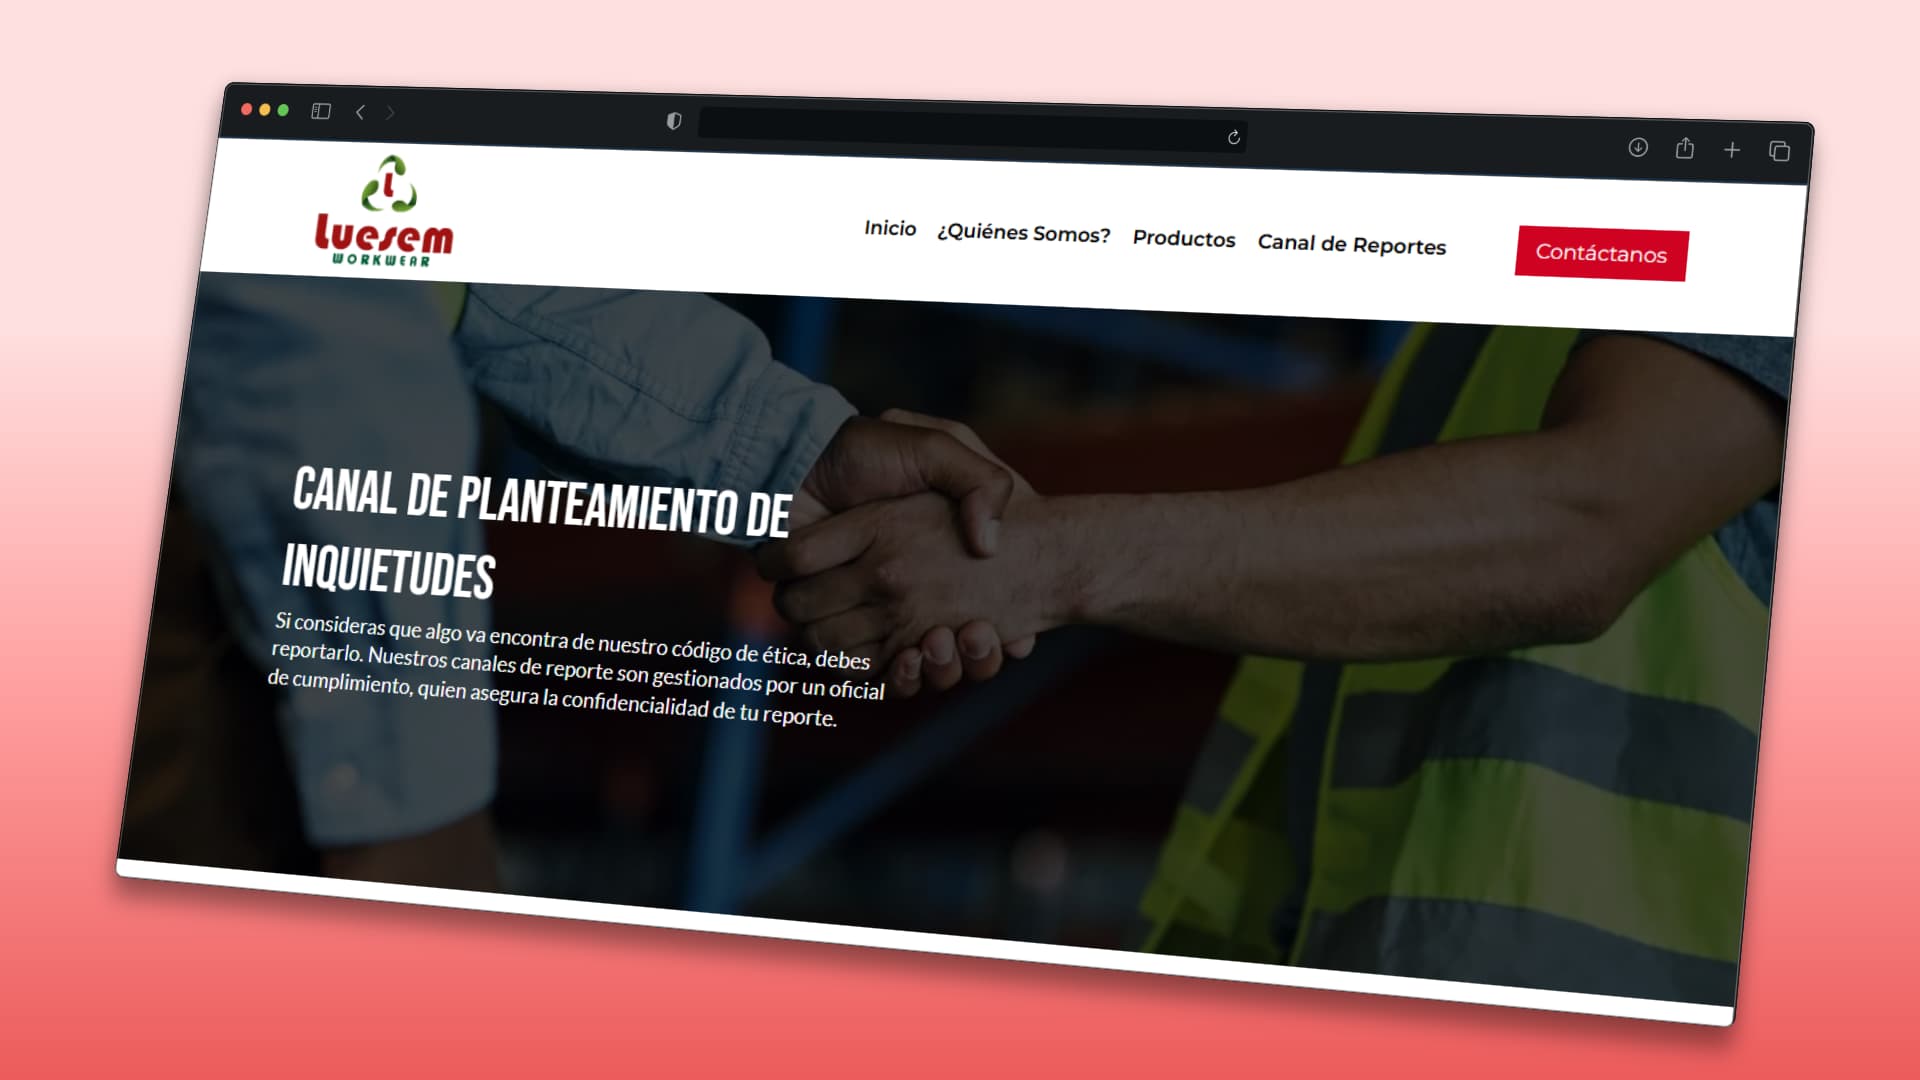 L
Luesem
WORKWEAR
Inicio ¿Quiénes Somos? Productos Canal de Reportes Contáctanos
CANAL DE PLANTEAMIENTO DE
INQUIETUDES
Si consideras que algo va encontra de nuestro código de ética, debes
reportarlo. Nuestros canales de reporte son gestionados por un oficial
de cumplimiento, quien asegura la confidencialidad de tu reporte.